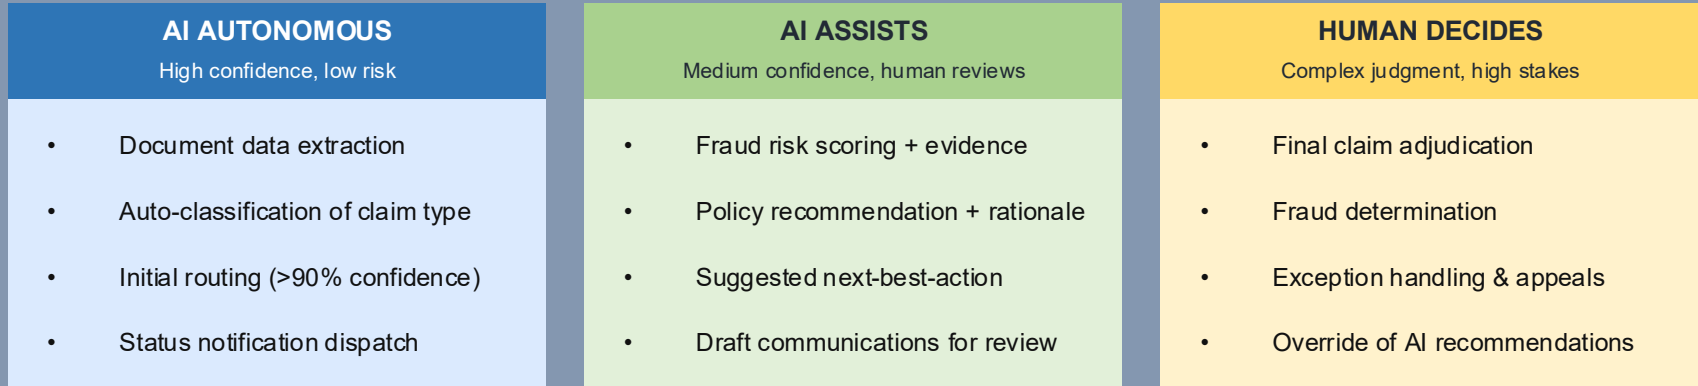 AI AUTONOMOUS
High confidence, low risk
• Document data extraction
• Auto-classification of claim type
• Initial routing (>90% confidence)
• Status notification dispatch
AI ASSISTS
Medium confidence, human reviews
• Fraud risk scoring + evidence
• Policy recommendation + rationale
• Suggested next-best-action
• Draft communications for review
HUMAN DECIDES
Complex judgment, high stakes
• Final claim adjudication
• Fraud determination
• Exception handling & appeals
• Override of AI recommendations